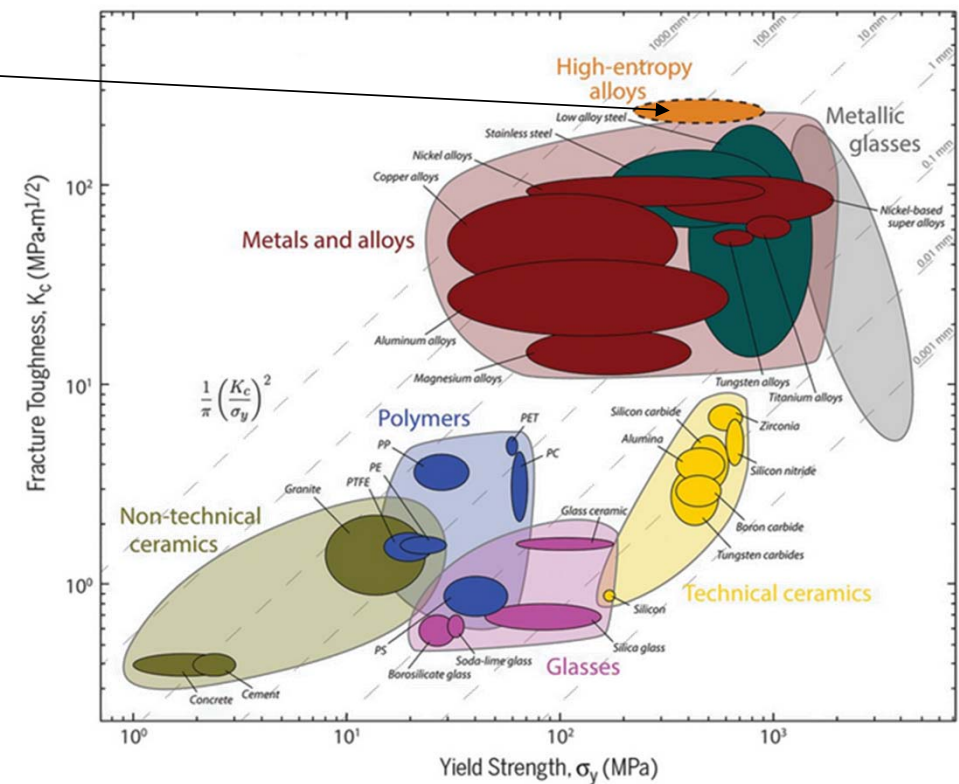 1000 mm
100 mm
10 mm
1 mm
0.1 mm
0.01 mm
0.001 mm
High-entropy
alloys
Low alloy steel
Stainless steel
Nickel alloys
Copper alloys
Metallic
glasses
Nickel-based
super alloys
Metals and alloys
Aluminum alloys
Magnesium alloys
Tungsten alloys
Titanium alloys
10²
10¹
10⁰
Fracture Toughness, K_c (MPa•m^1/2)
1/π (K_c/σ_y)²
Polymers
PET
PP
PC
PE
PTFE
Granite
Silicon carbide
Zirconia
Alumina
Silicon nitride
Boron carbide
Tungsten carbides
Glass ceramic
Non-technical
ceramics
Technical ceramics
Silicon
Silica glass
PS
Soda-lime glass
Borosilicate glass
Glasses
Concrete
Cement
10⁰
10¹
10²
10³
Yield Strength, σ_y (MPa)